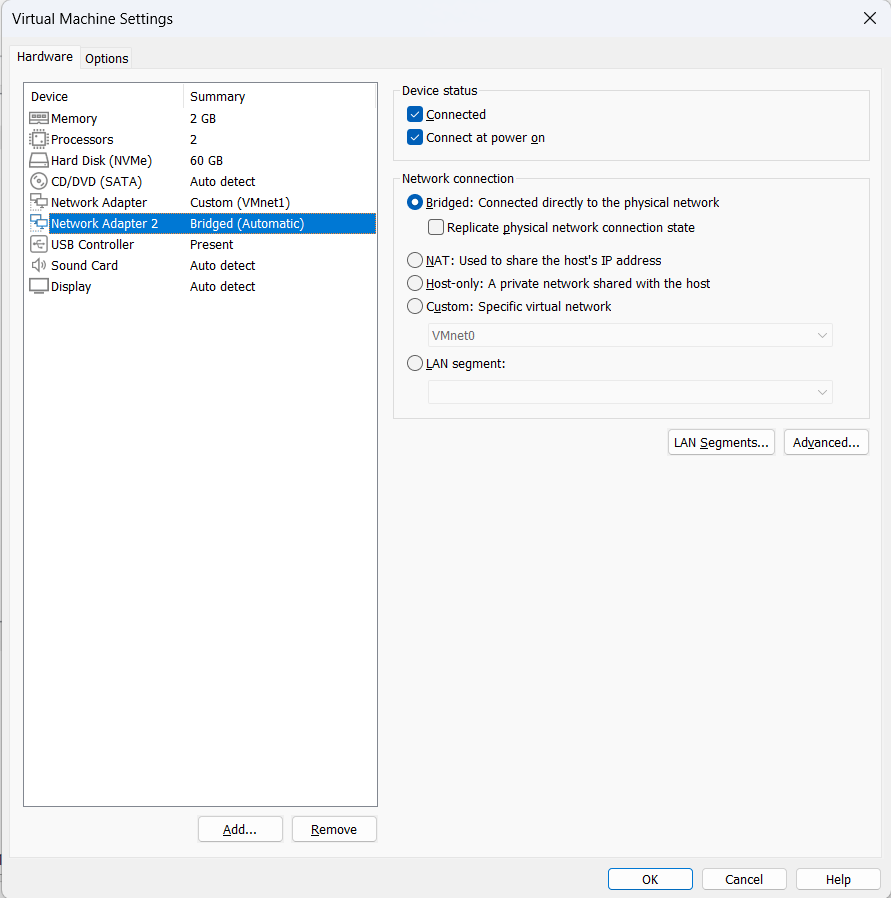 Virtual Machine Settings
Hardware Options
Device Summary
Memory 2 GB
Processors 2
Hard Disk (NVMe) 60 GB
CD/DVD (SATA) Auto detect
Network Adapter Custom (VMnet1)
Network Adapter 2 Bridged (Automatic)
USB Controller Present
Sound Card Auto detect
Display Auto detect
Add... Remove
Device status
Connected
Connect at power on
Network connection
Bridged: Connected directly to the physical network
Replicate physical network connection state
NAT: Used to share the host's IP address
Host-only: A private network shared with the host
Custom: Specific virtual network
VMnet0
LAN segment:
LAN Segments... Advanced...
OK Cancel Help